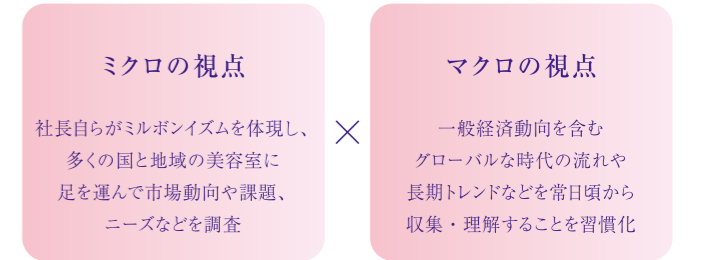 ミクロの視点
社長自らがミルボンイズムを体現し、
多くの国と地域の美容室に
足を運んで市場動向や課題、
ニーズなどを調査
×
マクロの視点
一般経済動向を含む
グローバルな時代の流れや
長期トレンドなどを常日頃から
収集・理解することを習慣化